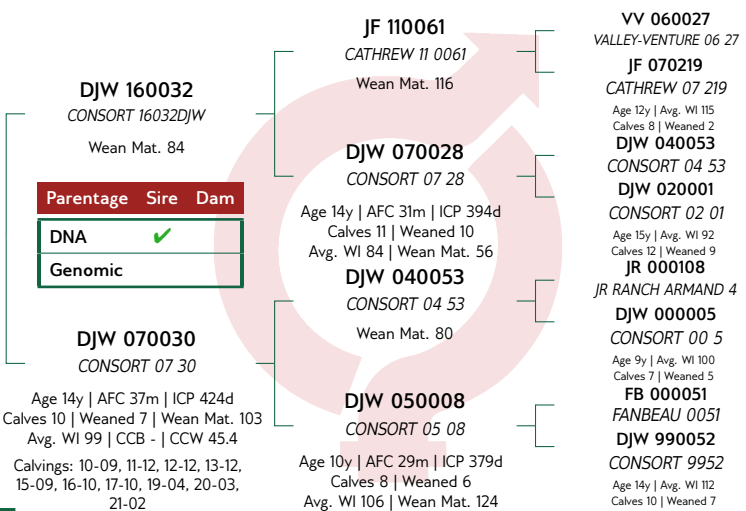 DJW 160032
CONSORT 16032DJW
Wean Mat. 84
Parentage Sire Dam
DNA ✔
Genomic
DJW 070030
CONSORT 07 30
Age 14y | AFC 37m | ICP 424d
Calves 10 | Weaned 7 | Wean Mat. 103
Avg. WI 99 | CCB - | CCW 45.4
Calvings: 10-09, 11-12, 12-12, 13-12,
15-09, 16-10, 17-10, 19-04, 20-03,
21-02
JF 110061
CATHREW 11 0061
Wean Mat. 116
DJW 070028
CONSORT 07 28
Age 14y | AFC 31m | ICP 394d
Calves 11 | Weaned 10
Avg. WI 84 | Wean Mat. 56
DJW 040053
CONSORT 04 53
Wean Mat. 80
DJW 050008
CONSORT 05 08
Age 10y | AFC 29m | ICP 379d
Calves 8 | Weaned 6
Avg. WI 106 | Wean Mat. 124
VV 060027
VALLEY-VENTURE 06 27
JF 070219
CATHREW 07 219
Age 12y | Avg. WI 115
Calves 8 | Weaned 2
DJW 040053
CONSORT 04 53
DJW 020001
CONSORT 02 01
Age 15y | Avg. WI 92
Calves 12 | Weaned 9
JR 000108
JR RANCH ARMAND 4
DJW 000005
CONSORT 00 5
Age 9y | Avg. WI 100
Calves 7 | Weaned 5
FB 000051
FANBEAU 0051
DJW 990052
CONSORT 9952
Age 14y | Avg. WI 112
Calves 10 | Weaned 7